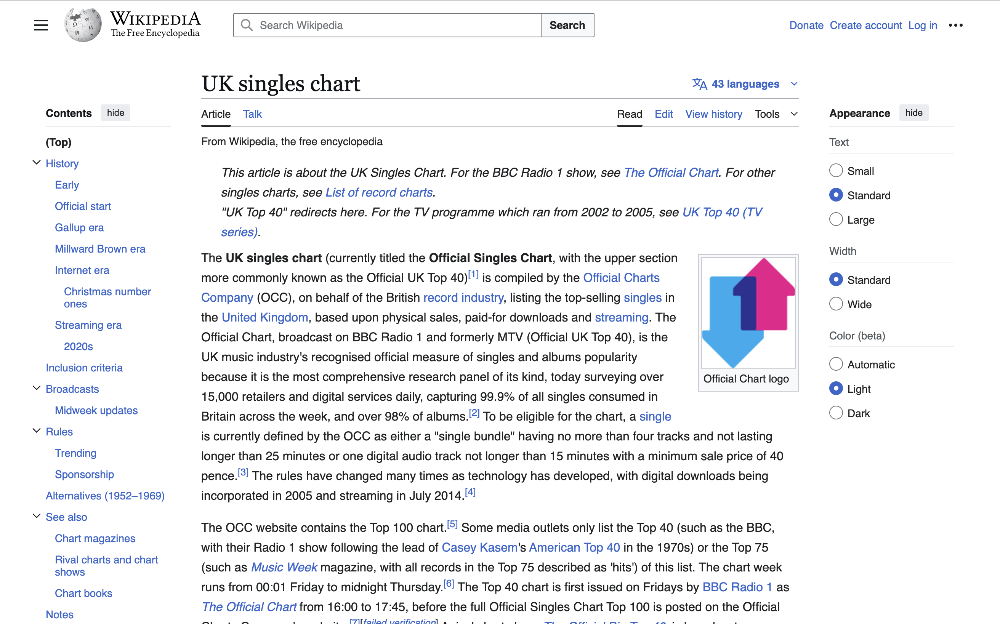 WIKIPEDIA
The Free Encyclopedia
Search Wikipedia
Search
Donate Create account Log in
UK singles chart
43 languages
Contents hide
(Top)
History
Early
Official start
Gallup era
Millward Brown era
Internet era
Christmas number
ones
Streaming era
2020s
Inclusion criteria
Broadcasts
Midweek updates
Rules
Trending
Sponsorship
Alternatives (1952–1969)
See also
Chart magazines
Rival charts and chart
shows
Chart books
Notes
Article Talk
Read Edit View history Tools
From Wikipedia, the free encyclopedia
This article is about the UK Singles Chart. For the BBC Radio 1 show, see The Official Chart. For other
singles charts, see List of record charts.
"UK Top 40" redirects here. For the TV programme which ran from 2002 to 2005, see UK Top 40 (TV
series).
The UK singles chart (currently titled the Official Singles Chart, with the upper section
more commonly known as the Official UK Top 40)[1] is compiled by the Official Charts
Company (OCC), on behalf of the British record industry, listing the top-selling singles in
the United Kingdom, based upon physical sales, paid-for downloads and streaming. The
Official Chart, broadcast on BBC Radio 1 and formerly MTV (Official UK Top 40), is the
UK music industry's recognised official measure of singles and albums popularity
because it is the most comprehensive research panel of its kind, today surveying over
15,000 retailers and digital services daily, capturing 99.9% of all singles consumed in
Britain across the week, and over 98% of albums.[2] To be eligible for the chart, a single
is currently defined by the OCC as either a "single bundle" having no more than four tracks and not lasting
longer than 25 minutes or one digital audio track not longer than 15 minutes with a minimum sale price of 40
pence.[3] The rules have changed many times as technology has developed, with digital downloads being
incorporated in 2005 and streaming in July 2014.[4]
Official Chart logo
The OCC website contains the Top 100 chart.[5] Some media outlets only list the Top 40 (such as the BBC,
with their Radio 1 show following the lead of Casey Kasem's American Top 40 in the 1970s) or the Top 75
(such as Music Week magazine, with all records in the Top 75 described as 'hits') of this list. The chart week
runs from 00:01 Friday to midnight Thursday.[6] The Top 40 chart is first issued on Fridays by BBC Radio 1 as
The Official Chart from 16:00 to 17:45, before the full Official Singles Chart Top 100 is posted on the Official
[7][failed verification]
Appearance hide
Text
Small
Standard
Large
Width
Standard
Wide
Color (beta)
Automatic
Light
Dark